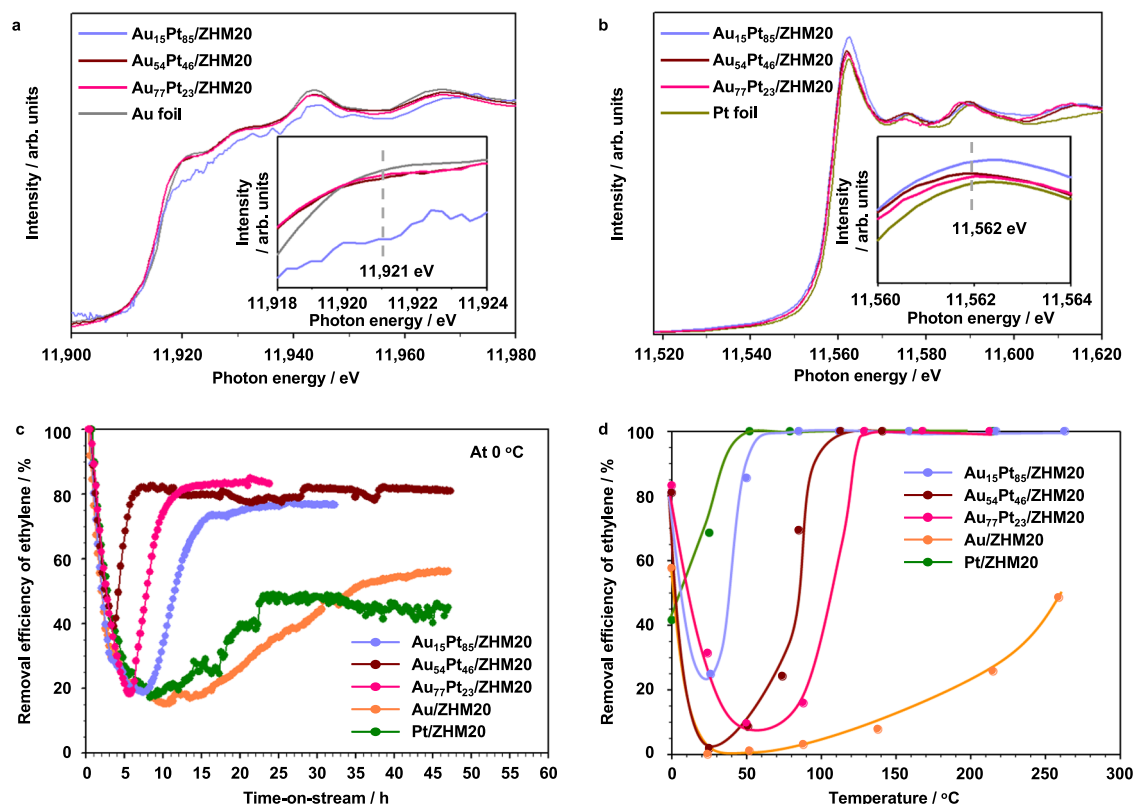 a
Au₁₅Pt₈₅/ZHM20
Au₅₄Pt₄₆/ZHM20
Au₇₇Pt₂₃/ZHM20
Au foil
Intensity / arb. units
Intensity
/ arb. units
11,921 eV
11,918 11,920 11,922 11,924
Photon energy / eV
11,900 11,920 11,940 11,960 11,980
Photon energy / eV
b
Au₁₅Pt₈₅/ZHM20
Au₅₄Pt₄₆/ZHM20
Au₇₇Pt₂₃/ZHM20
Pt foil
Intensity / arb. units
Intensity
/ arb. units
11,562 eV
11,560 11,562 11,564
Photon energy / eV
11,520 11,540 11,560 11,580 11,600 11,620
Photon energy / eV
c
At 0 °C
Removal efficiency of ethylene / %
100
80
60
40
20
0
Au₁₅Pt₈₅/ZHM20
Au₅₄Pt₄₆/ZHM20
Au₇₇Pt₂₃/ZHM20
Au/ZHM20
Pt/ZHM20
0 5 10 15 20 25 30 35 40 45 50 55 60
Time-on-stream / h
d
Removal efficiency of ethylene / %
100
80
60
40
20
0
Au₁₅Pt₈₅/ZHM20
Au₅₄Pt₄₆/ZHM20
Au₇₇Pt₂₃/ZHM20
Au/ZHM20
Pt/ZHM20
0 50 100 150 200 250 300
Temperature / °C